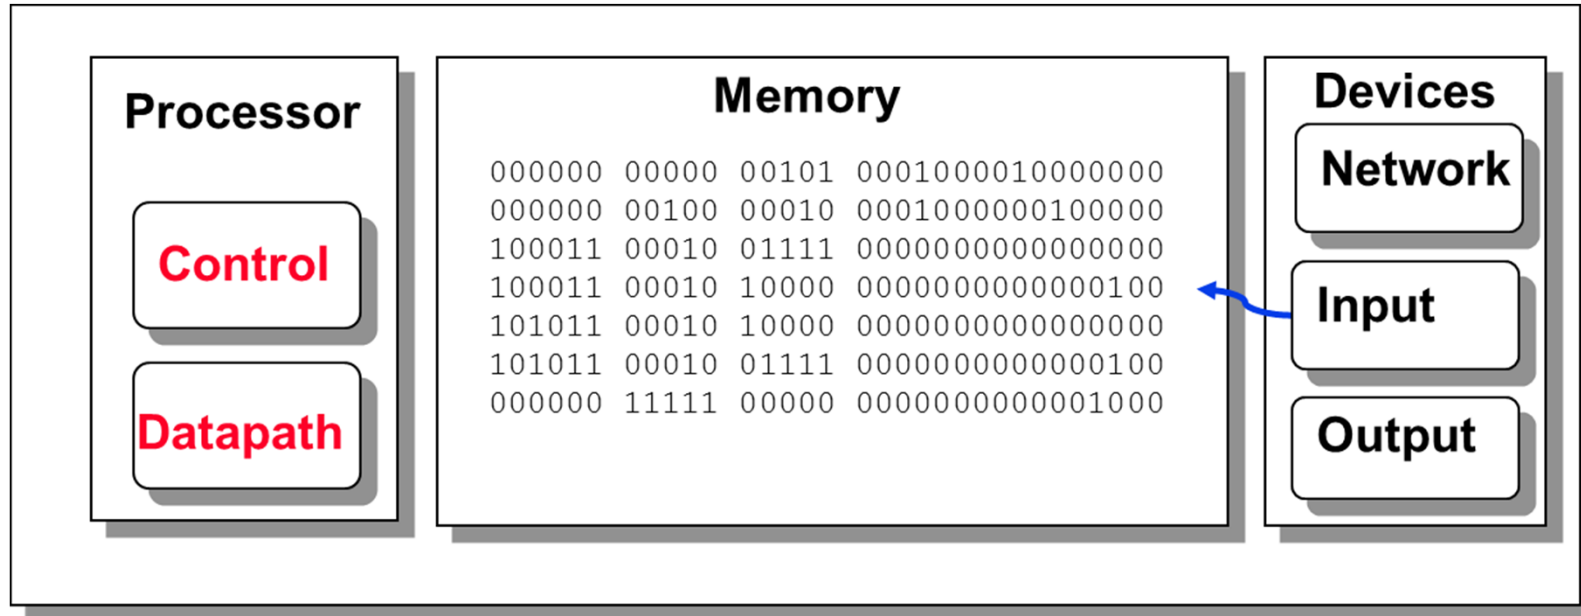 Processor
Control
Datapath
Memory
000000 00000 00101 0001000010000000
000000 00100 00010 0001000000100000
100011 00010 01111 0000000000000000
100011 00010 10000 0000000000000100
101011 00010 10000 0000000000000000
101011 00010 01111 0000000000000100
000000 11111 00000 0000000000001000
Devices
Network
Input
Output